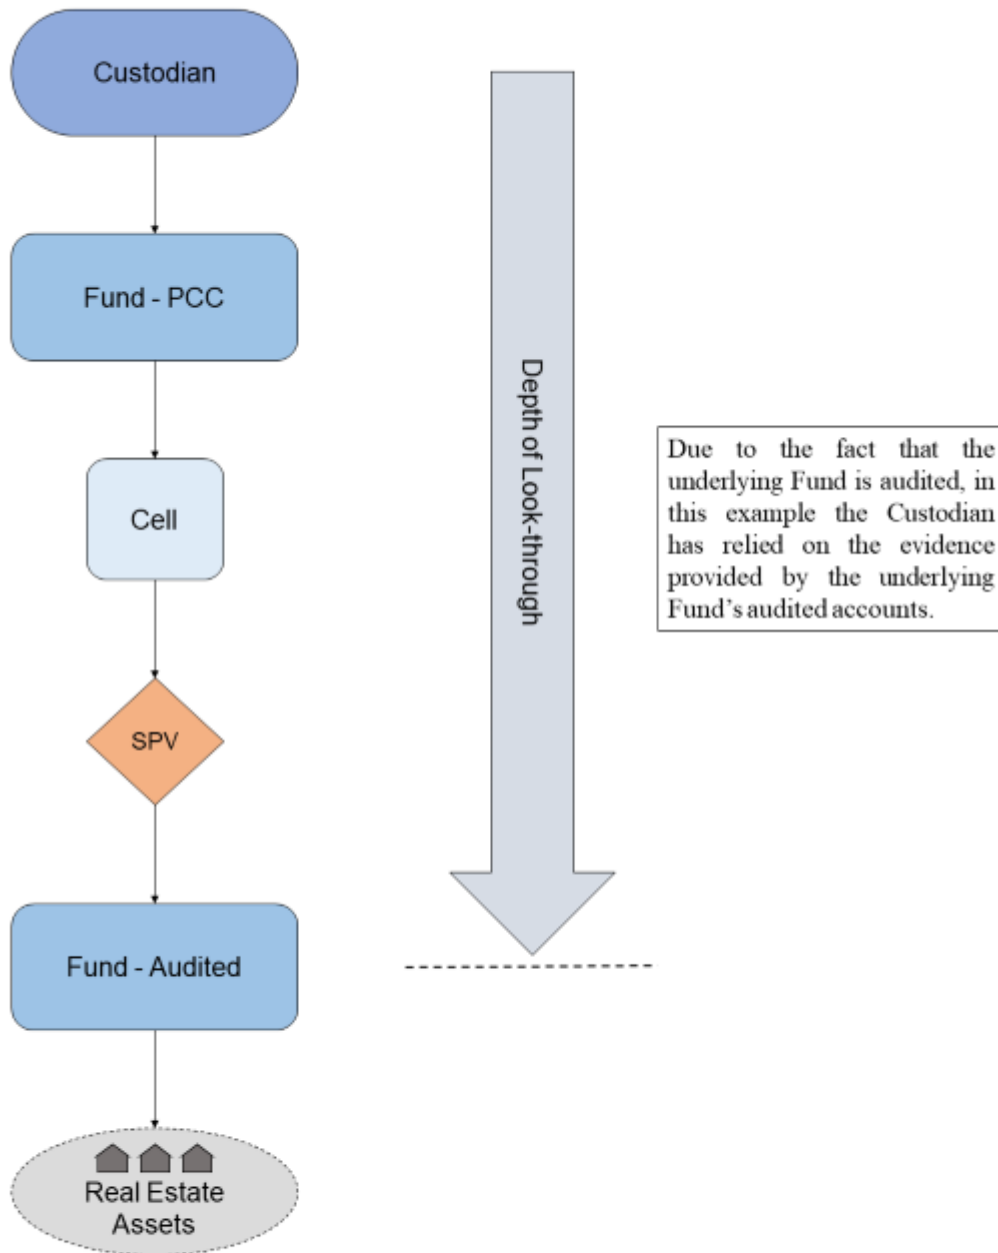 Custodian
Fund - PCC
Cell
SPV
Fund - Audited
Real Estate
Assets
Depth of Look-through
Due to the fact that the
underlying Fund is audited, in
this example the Custodian
has relied on the evidence
provided by the underlying
Fund's audited accounts.